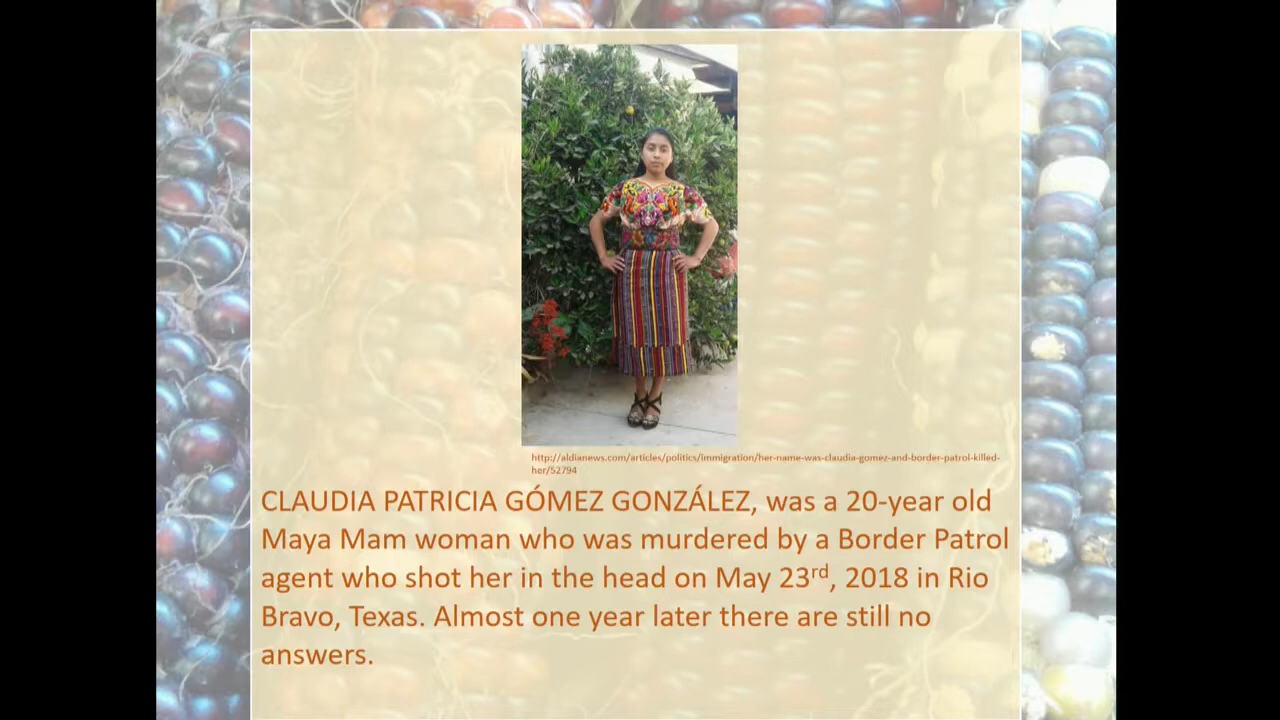 http://aldianews.com/articles/politics/immigration/her-name-was-claudia-gomez-and-border-patrol-killed-
her/52794
CLAUDIA PATRICIA GÓMEZ GONZÁLEZ, was a 20-year old
Maya Mam woman who was murdered by a Border Patrol
agent who shot her in the head on May 23rd, 2018 in Rio
Bravo, Texas. Almost one year later there are still no
answers.